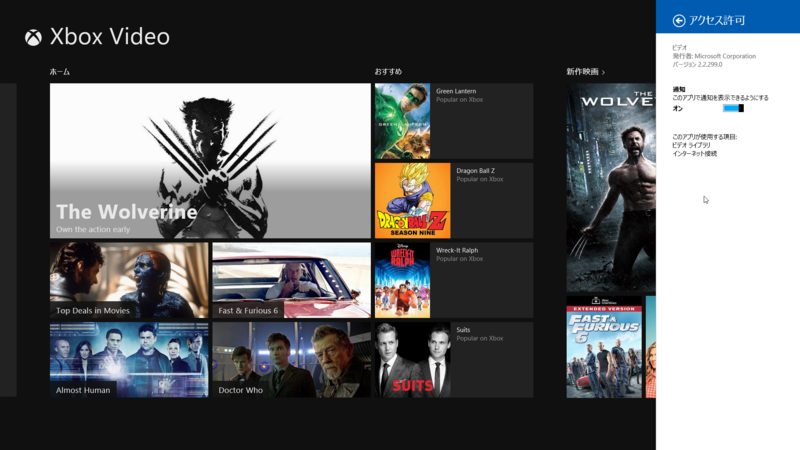 Xbox Video
ホーム
The Wolverine
Own the action early
Top Deals in Movies
Fast & Furious 6
Almost Human
Doctor Who
おすすめ
GREEN LANTERN
Green Lantern
Popular on Xbox
DRAGON BALL Z
SEASON NINE
Dragon Ball Z
Popular on Xbox
Disney
WRECK-IT RALPH
Wreck-It Ralph
Popular on Xbox
SUITS
Suits
Popular on Xbox
新作映画
THE
WOLVE
EXTENDED VERSION
FAST &
FURIOUS
6
アクセス許可
ビデオ
発行者: Microsoft Corporation
バージョン 2.2.299.0
通知
このアプリで通知を表示できるようにする
オン
このアプリが使用する項目:
ビデオ ライブラリ
インターネット接続